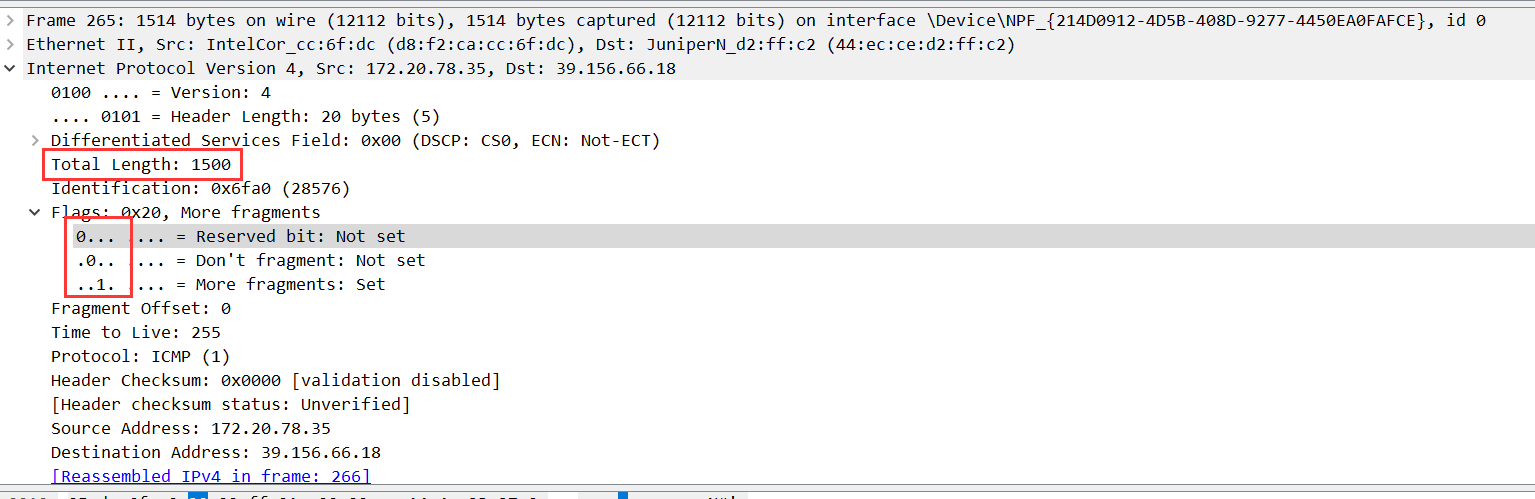 Frame 265: 1514 bytes on wire (12112 bits), 1514 bytes captured (12112 bits) on interface \Device\NPF_{214D0912-4D5B-408D-9277-4450EA0FAFCE}, id 0
Ethernet II, Src: IntelCor_cc:6f:dc (d8:f2:ca:cc:6f:dc), Dst: JuniperN_d2:ff:c2 (44:ec:ce:d2:ff:c2)
Internet Protocol Version 4, Src: 172.20.78.35, Dst: 39.156.66.18
0100 .... = Version: 4
.... 0101 = Header Length: 20 bytes (5)
Differentiated Services Field: 0x00 (DSCP: CS0, ECN: Not-ECT)
Total Length: 1500
Identification: 0x6fa0 (28576)
Flags: 0x20, More fragments
0... .... = Reserved bit: Not set
.0.. .... = Don't fragment: Not set
..1. .... = More fragments: Set
Fragment Offset: 0
Time to Live: 255
Protocol: ICMP (1)
Header Checksum: 0x0000 [validation disabled]
[Header checksum status: Unverified]
Source Address: 172.20.78.35
Destination Address: 39.156.66.18
[Reassembled IPv4 in frame: 266]